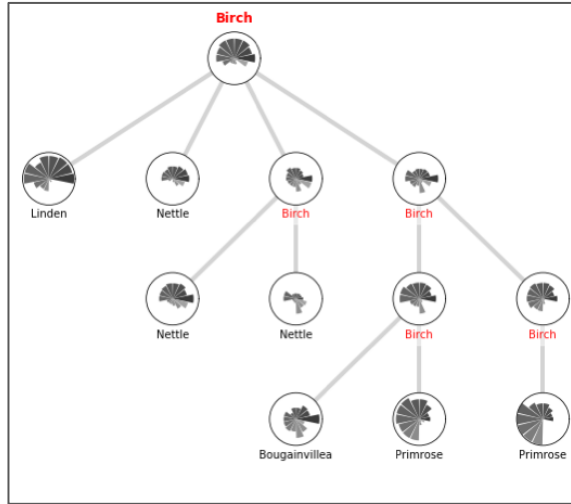 Birch
Linden
Nettle
Birch
Birch
Nettle
Nettle
Birch
Birch
Bougainvillea
Primrose
Primrose